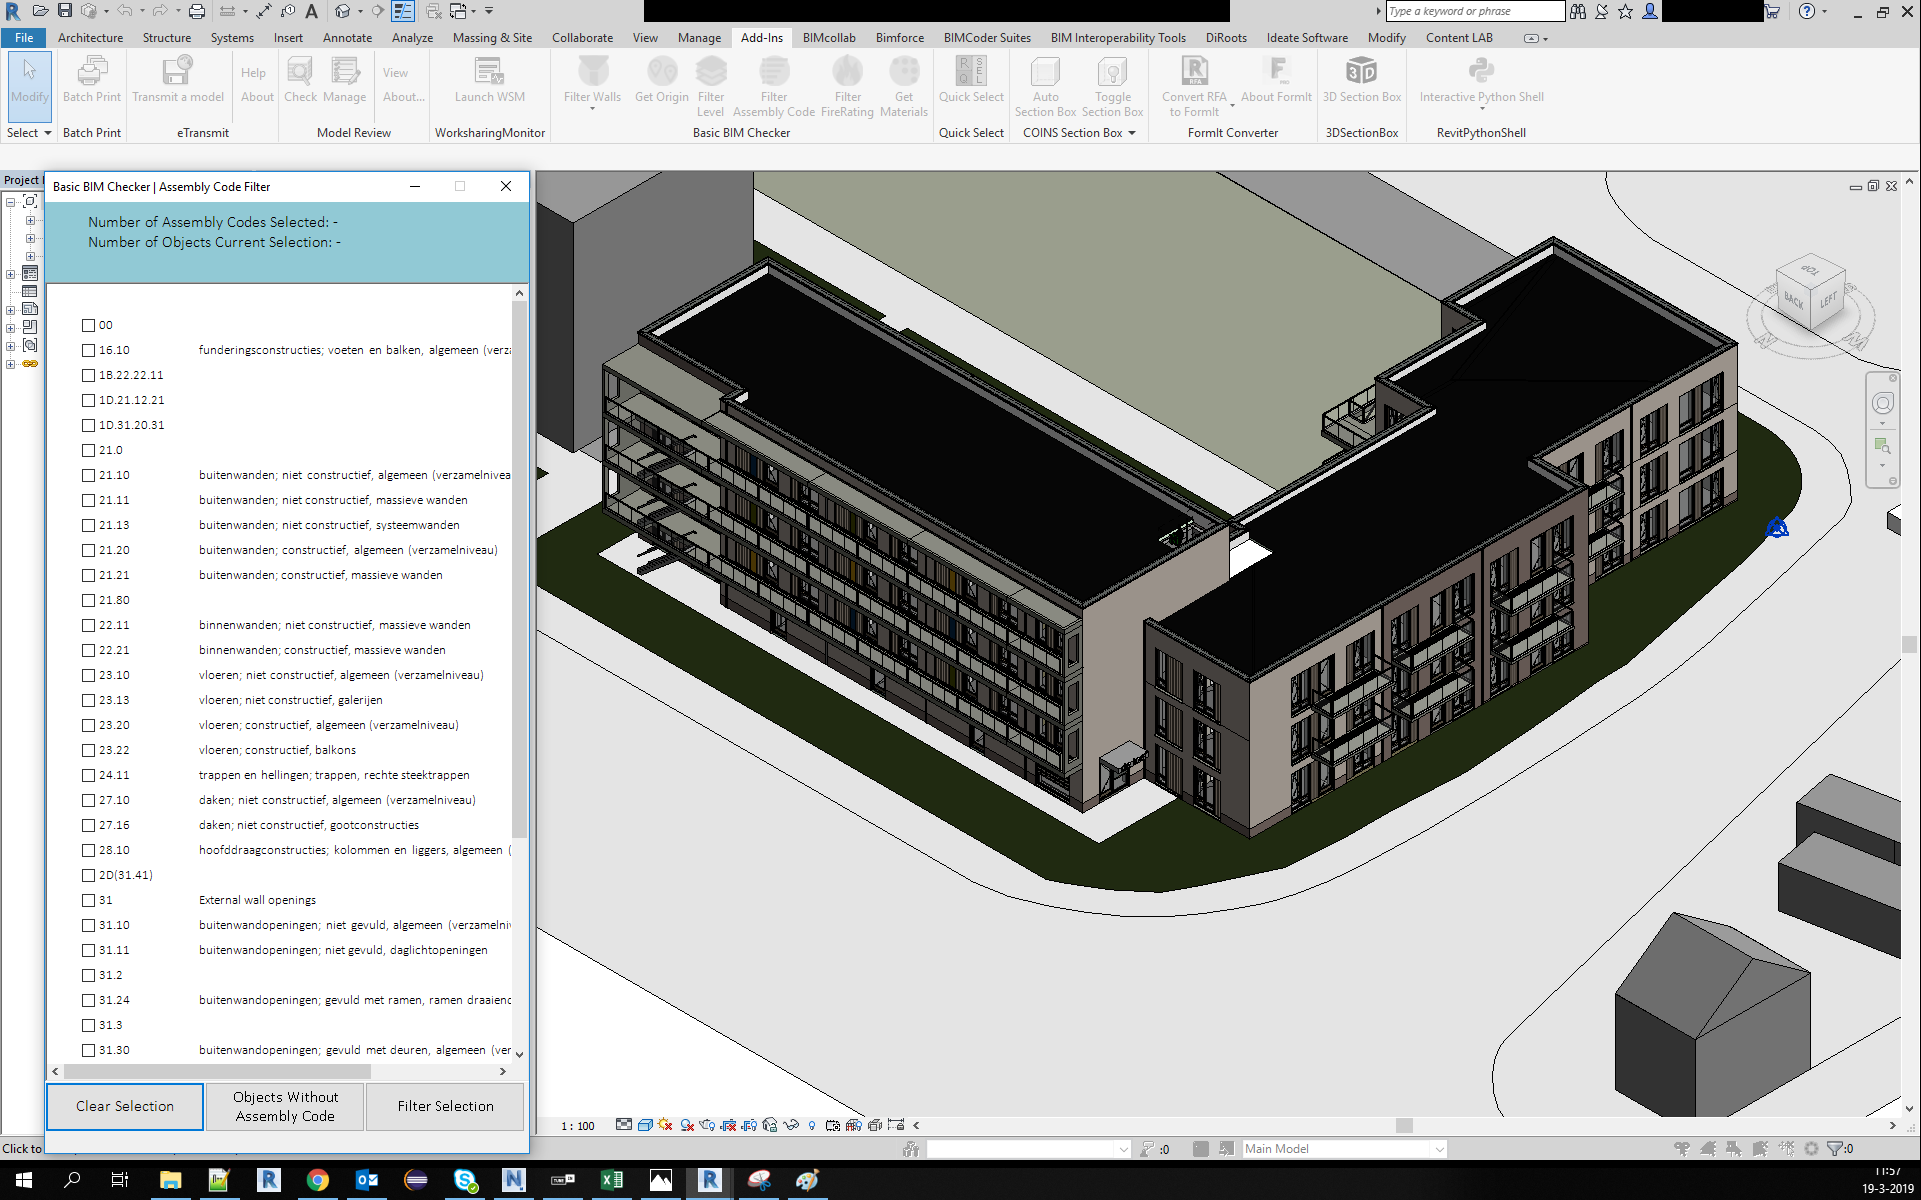 Type a keyword or phrase
File Architecture Structure Systems Insert Annotate Analyze Massing & Site Collaborate View Manage Add-Ins BIMcollab Bimforce BIMCoder Suites BIM Interoperability Tools DiRoots Ideate Software Modify Content LAB
Modify
Batch Print
Transmit a model
Help
About
Check
Manage
View
About...
Launch WSM
Filter Walls
Get Origin
Filter Level
Filter Assembly Code
Filter FireRating
Get Materials
Quick Select
Auto Section Box
Toggle Section Box
Convert RFA to FormIt
About FormIt
3D Section Box
Interactive Python Shell
Select Batch Print eTransmit Model Review WorksharingMonitor Basic BIM Checker Quick Select COINS Section Box FormIt Converter 3DSectionBox RevitPythonShell
Project
Basic BIM Checker | Assembly Code Filter
Number of Assembly Codes Selected: -
Number of Objects Current Selection: -
00
16.10 funderingsconstructies; voeten en balken, algemeen (verz
1B.22.22.11
1D.21.12.21
1D.31.20.31
21.0
21.10 buitenwanden; niet constructief, algemeen (verzamelnivea
21.11 buitenwanden; niet constructief, massieve wanden
21.13 buitenwanden; niet constructief, systeemwanden
21.20 buitenwanden; constructief, algemeen (verzamelniveau)
21.21 buitenwanden; constructief, massieve wanden
21.80
22.11 binnenwanden; niet constructief, massieve wanden
22.21 binnenwanden; constructief, massieve wanden
23.10 vloeren; niet constructief, algemeen (verzamelniveau)
23.13 vloeren; niet constructief, galerijen
23.20 vloeren; constructief, algemeen (verzamelniveau)
23.22 vloeren; constructief, balkons
24.11 trappen en hellingen; trappen, rechte steektrappen
27.10 daken; niet constructief, algemeen (verzamelniveau)
27.16 daken; niet constructief, gootconstructies
28.10 hoofddraagconstructies; kolommen en liggers, algemeen (
2D(31.41)
31 External wall openings
31.10 buitenwandopeningen; niet gevuld, algemeen (verzamelniv
31.11 buitenwandopeningen; niet gevuld, daglichtopeningen
31.2
31.24 buitenwandopeningen; gevuld met ramen, ramen draaiend
31.3
31.30 buitenwandopeningen; gevuld met deuren, algemeen (ver
Clear Selection
Objects Without Assembly Code
Filter Selection
TOP
BACK LEFT
1 : 100
Click to
:0
Main Model
:0
11:57
19-3-2019